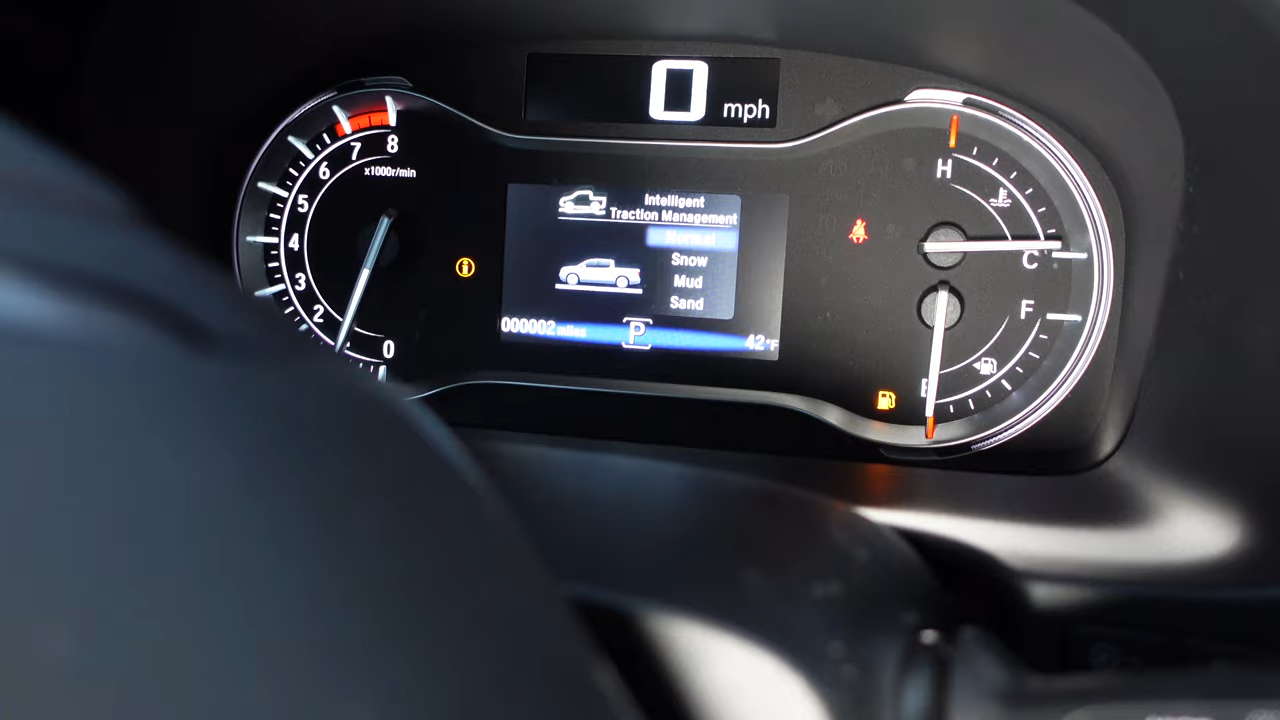 0 mph
8
7
6
5
4
3
2
0
x1000r/min
Intelligent
Traction Management
Normal
Snow
Mud
Sand
000002 miles
P
42°F
H
C
F
E